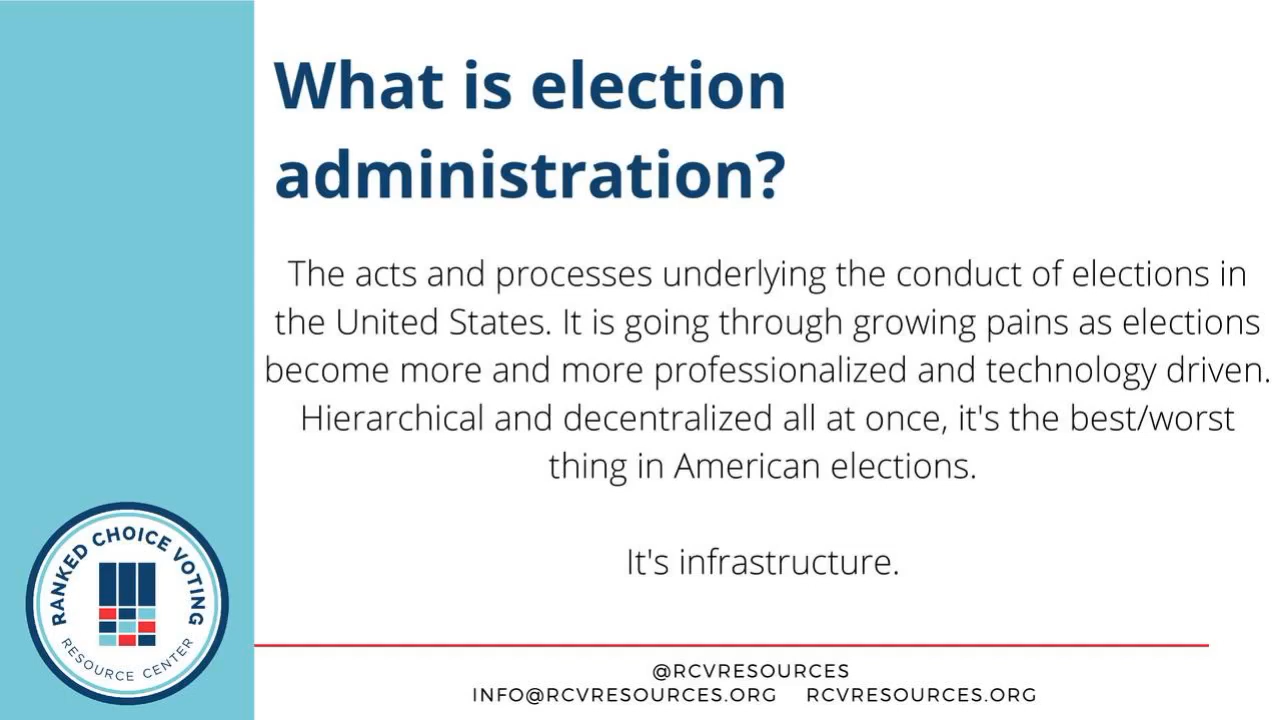 What is election
administration?
The acts and processes underlying the conduct of elections in
the United States. It is going through growing pains as elections
become more and more professionalized and technology driven.
Hierarchical and decentralized all at once, it's the best/worst
thing in American elections.
It's infrastructure.
RANKED CHOICE VOTING
RESOURCE CENTER
@RCVRESOURCES
INFO@RCVRESOURCES.ORG RCVRESOURCES.ORG